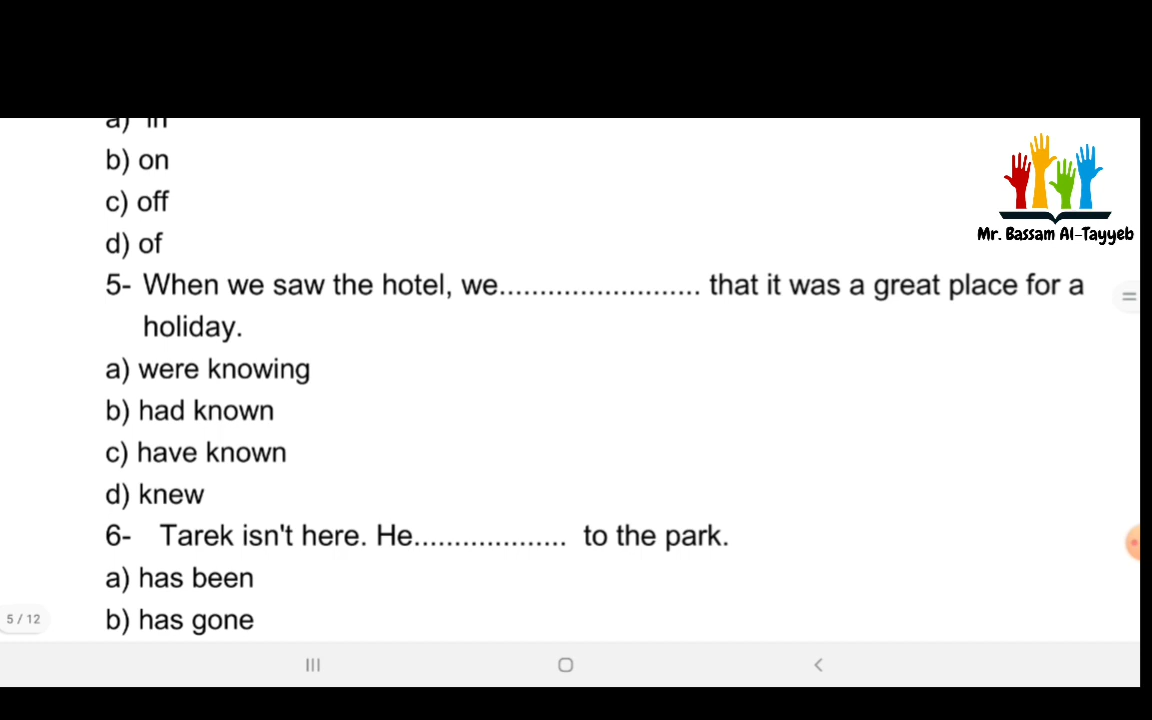 a) in
b) on
c) off
d) of
Mr. Bassam Al-Tayyeb
5- When we saw the hotel, we......................... that it was a great place for a
holiday.
a) were knowing
b) had known
c) have known
d) knew
6- Tarek isn't here. He................... to the park.
a) has been
b) has gone
5 / 12